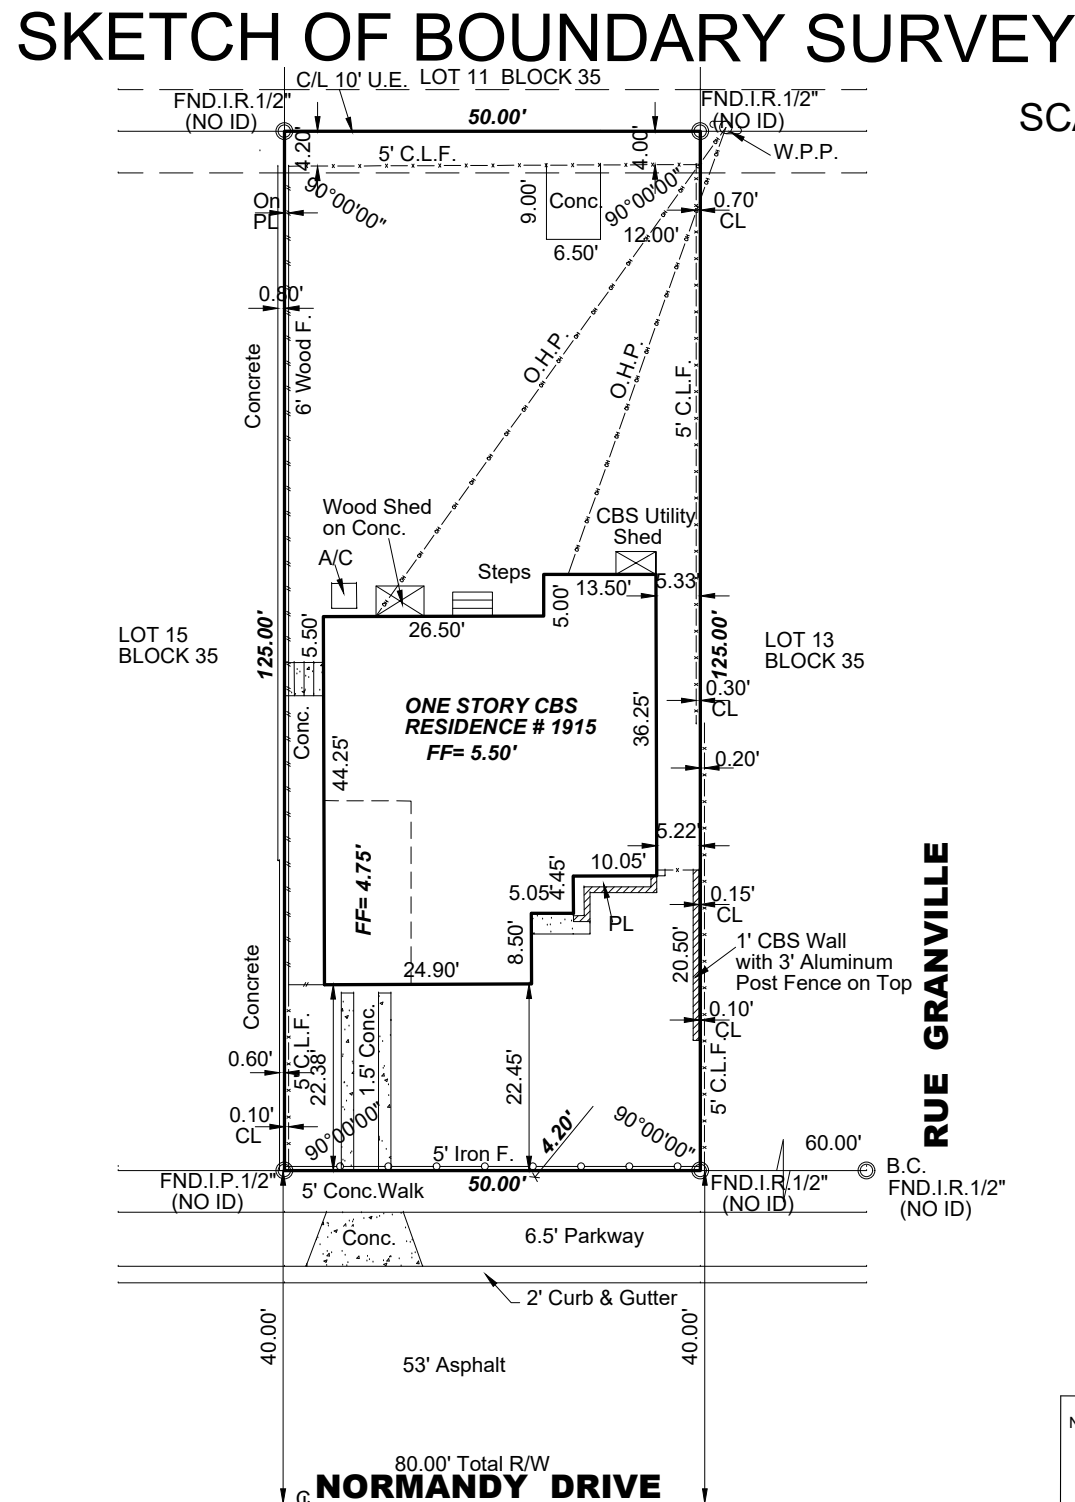 SKETCH OF BOUNDARY SURVEY
SCA
C/L 10' U.E.
LOT 11 BLOCK 35
FND.I.R.1/2"
(NO ID)
50.00'
FND.I.R.1/2"
(NO ID)
W.P.P.
4.20'
5' C.L.F.
4.00'
90°00'00"
90°00'00"
On
PL
9.00'
Conc.
6.50'
12.00'
0.70'
CL
0.80'
Concrete
6' Wood F.
O.H.P.
O.H.P.
5' C.L.F.
Wood Shed
on Conc.
A/C
Steps
CBS Utility
Shed
13.50'
5.33'
5.00'
26.50'
5.50'
LOT 15
BLOCK 35
125.00'
125.00'
LOT 13
BLOCK 35
ONE STORY CBS
RESIDENCE # 1915
FF= 5.50'
36.25'
0.30'
CL
Conc.
44.25'
0.20'
5.22'
10.05'
4.45'
5.05'
FF= 4.75'
PL
0.15'
CL
8.50'
20.50'
1' CBS Wall
with 3' Aluminum
Post Fence on Top
24.90'
0.10'
CL
Concrete
5' C.L.F.
22.38'
1.5' Conc.
22.45'
5' C.L.F.
RUE GRANVILLE
0.60'
0.10'
CL
90°00'00"
4.20'
90°00'00"
5' Iron F.
60.00'
B.C.
FND.I.R.1/2"
(NO ID)
FND.I.P.1/2"
(NO ID)
5' Conc.Walk
50.00'
FND.I.R.1/2"
(NO ID)
Conc.
6.5' Parkway
2' Curb & Gutter
40.00'
40.00'
53' Asphalt
80.00' Total R/W
NORMANDY DRIVE